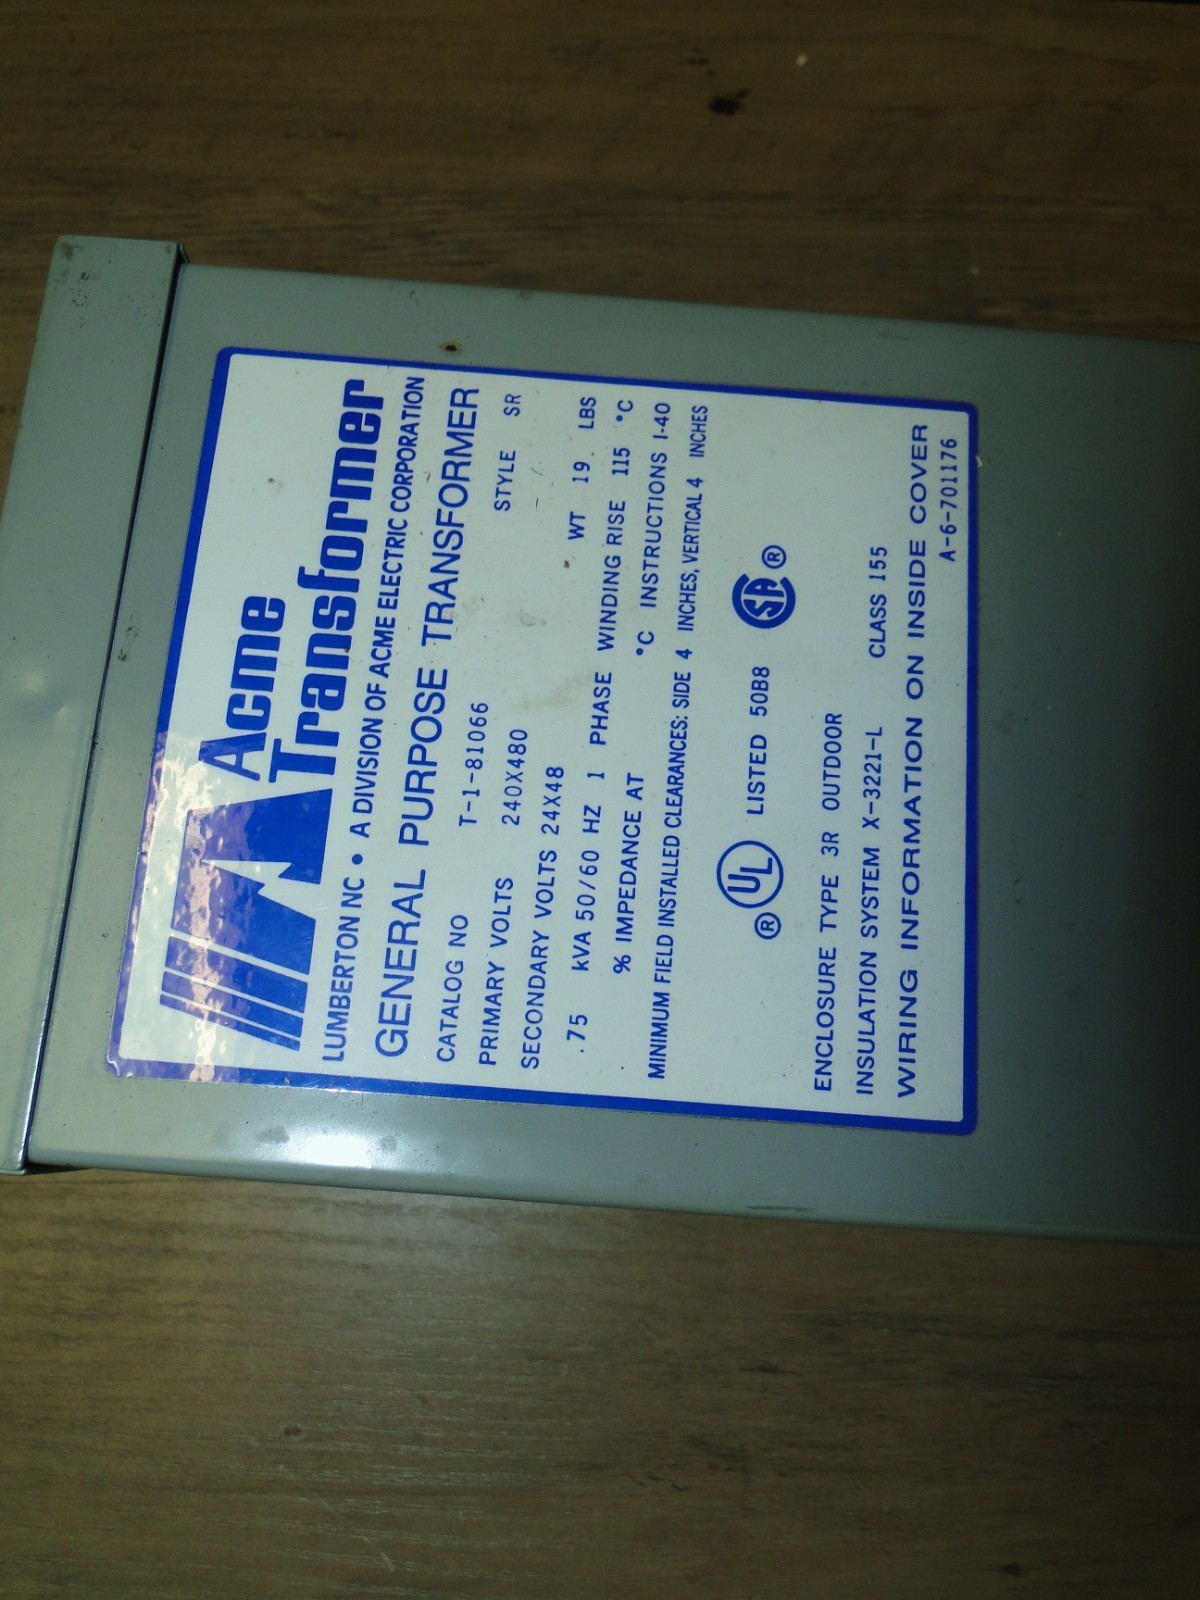 Acme
Transformer
LUMBERTON NC • A DIVISION OF ACME ELECTRIC CORPORATION
GENERAL PURPOSE TRANSFORMER
CATALOG NO T-1-81066 STYLE SR
PRIMARY VOLTS 240X480
SECONDARY VOLTS 24X48 WT 19. LBS
.75 kVA 50/60 HZ 1 PHASE WINDING RISE 115 °C
% IMPEDANCE AT °C INSTRUCTIONS I-40
MINIMUM FIELD INSTALLED CLEARANCES: SIDE 4 INCHES, VERTICAL 4 INCHES
® UL LISTED 50B8 SA ®
ENCLOSURE TYPE 3R OUTDOOR
INSULATION SYSTEM X-3221-L CLASS 155
WIRING INFORMATION ON INSIDE COVER
A-6-701176